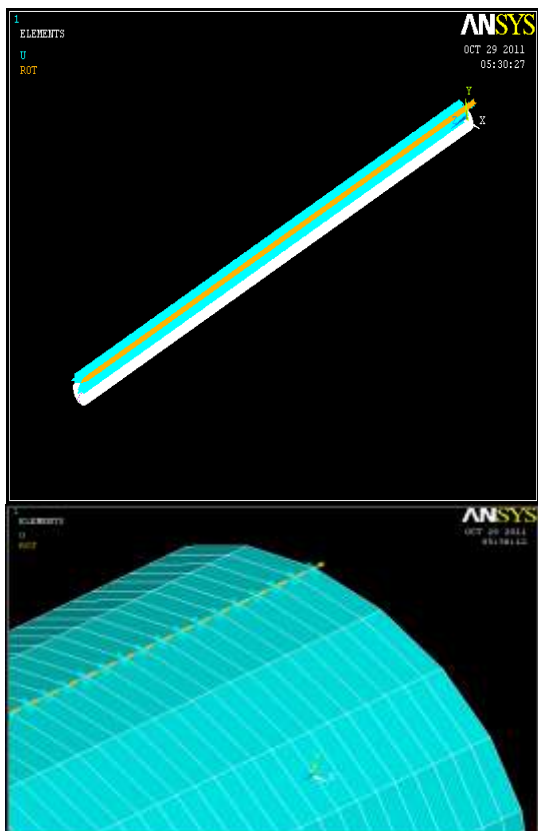 1
ELEMENTS
U
ROT
ANSYS
OCT 29 2011
05:30:27
Y
X
1
ELEMENTS
U
ROT
ANSYS
OCT 29 2011